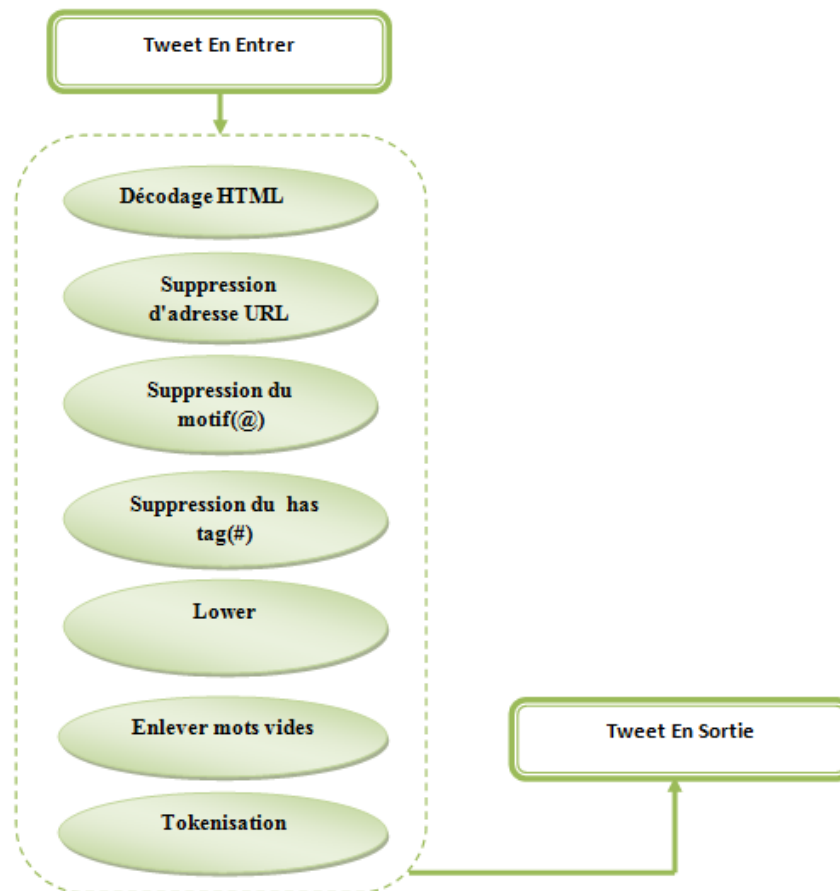 Tweet En Entrer
Décodage HTML
Suppression
d'adresse URL
Suppression du
motif(@)
Suppression du has
tag(#)
Lower
Enlever mots vides
Tokenisation
Tweet En Sortie